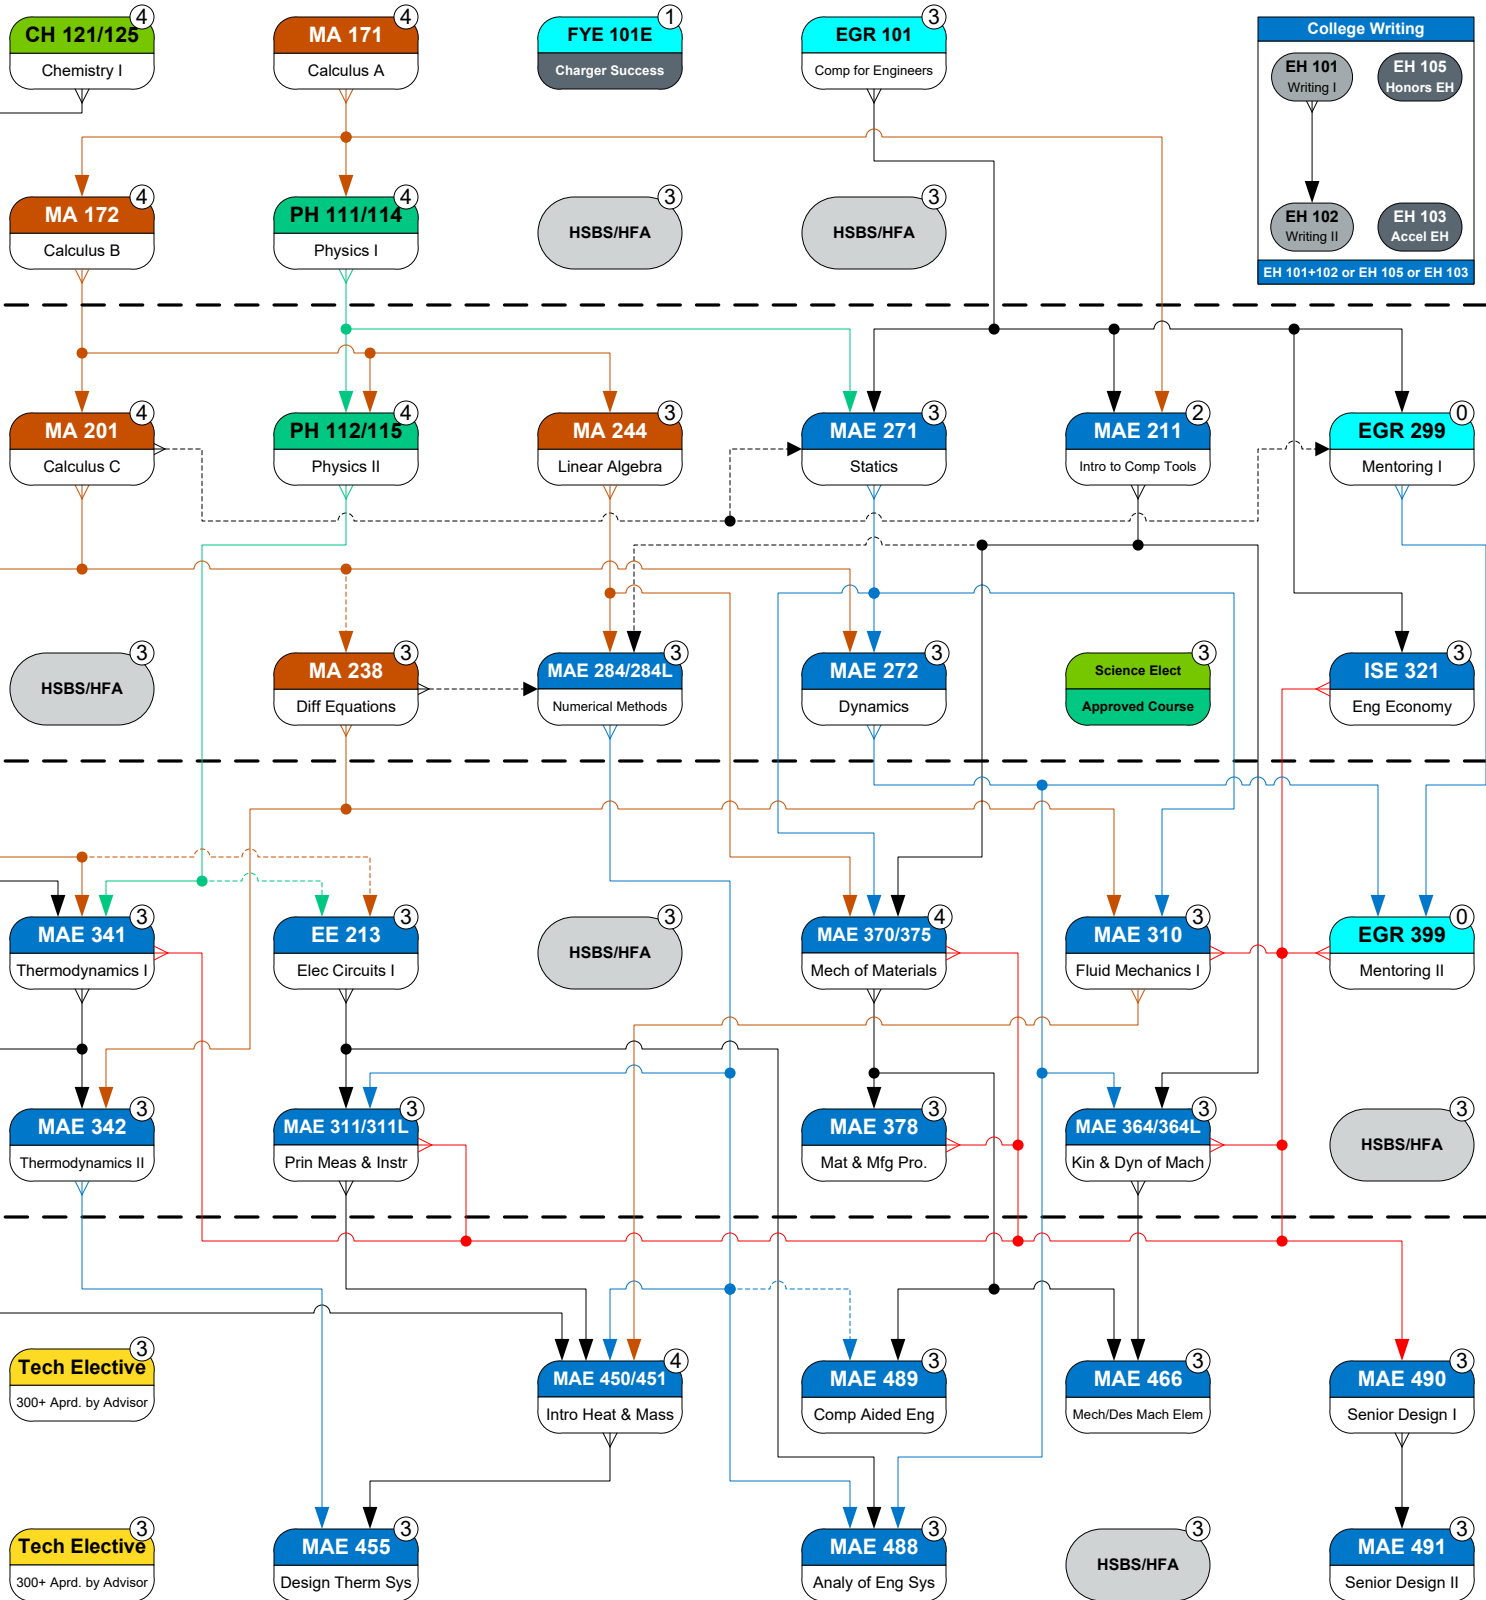 4
CH 121/125
Chemistry I
4
MA 171
Calculus A
1
FYE 101E
Charger Success
3
EGR 101
Comp for Engineers
College Writing
EH 101
Writing I
EH 105
Honors EH
EH 102
Writing II
EH 103
Accel EH
EH 101+102 or EH 105 or EH 103
4
MA 172
Calculus B
4
PH 111/114
Physics I
3
HSBS/HFA
3
HSBS/HFA
4
MA 201
Calculus C
4
PH 112/115
Physics II
3
MA 244
Linear Algebra
3
MAE 271
Statics
2
MAE 211
Intro to Comp Tools
0
EGR 299
Mentoring I
3
HSBS/HFA
3
MA 238
Diff Equations
3
MAE 284/284L
Numerical Methods
3
MAE 272
Dynamics
3
Science Elect
Approved Course
3
ISE 321
Eng Economy
3
MAE 341
Thermodynamics I
3
EE 213
Elec Circuits I
3
HSBS/HFA
4
MAE 370/375
Mech of Materials
3
MAE 310
Fluid Mechanics I
0
EGR 399
Mentoring II
3
MAE 342
Thermodynamics II
3
MAE 311/311L
Prin Meas & Instr
3
MAE 378
Mat & Mfg Pro.
3
MAE 364/364L
Kin & Dyn of Mach
3
HSBS/HFA
3
Tech Elective
300+ Aprd. by Advisor
4
MAE 450/451
Intro Heat & Mass
3
MAE 489
Comp Aided Eng
3
MAE 466
Mech/Des Mach Elem
3
MAE 490
Senior Design I
3
Tech Elective
300+ Aprd. by Advisor
3
MAE 455
Design Therm Sys
3
MAE 488
Analy of Eng Sys
3
HSBS/HFA
3
MAE 491
Senior Design II